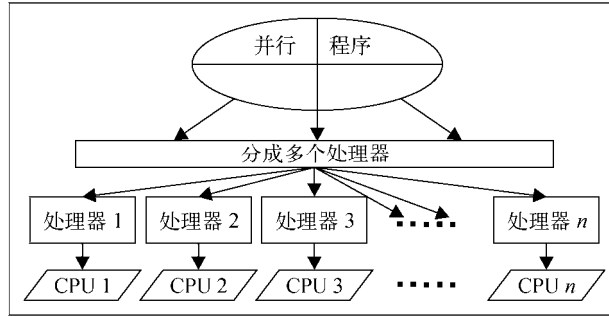 并行 程序
分成多个处理器
处理器 1 处理器 2 处理器 3 ...... 处理器 n
CPU 1 CPU 2 CPU 3 ...... CPU n